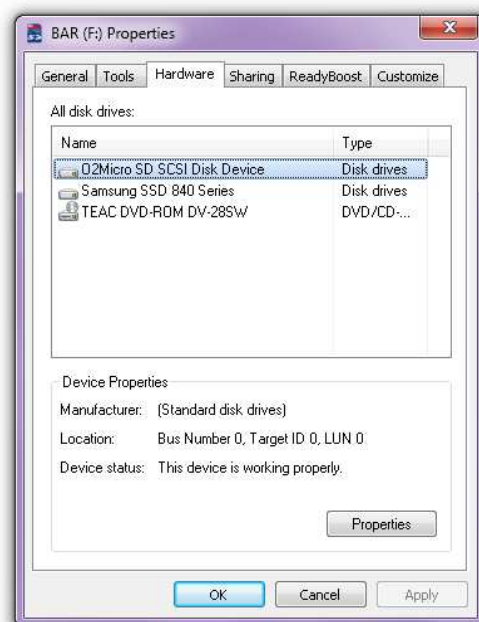 BAR (F:) Properties
General Tools Hardware Sharing ReadyBoost Customize
All disk drives:
Name Type
O2Micro SD SCSI Disk Device Disk drives
Samsung SSD 840 Series Disk drives
TEAC DVD-ROM DV-28SW DVD/CD-...
Device Properties
Manufacturer: (Standard disk drives)
Location: Bus Number 0, Target ID 0, LUN 0
Device status: This device is working properly.
Properties
OK Cancel Apply